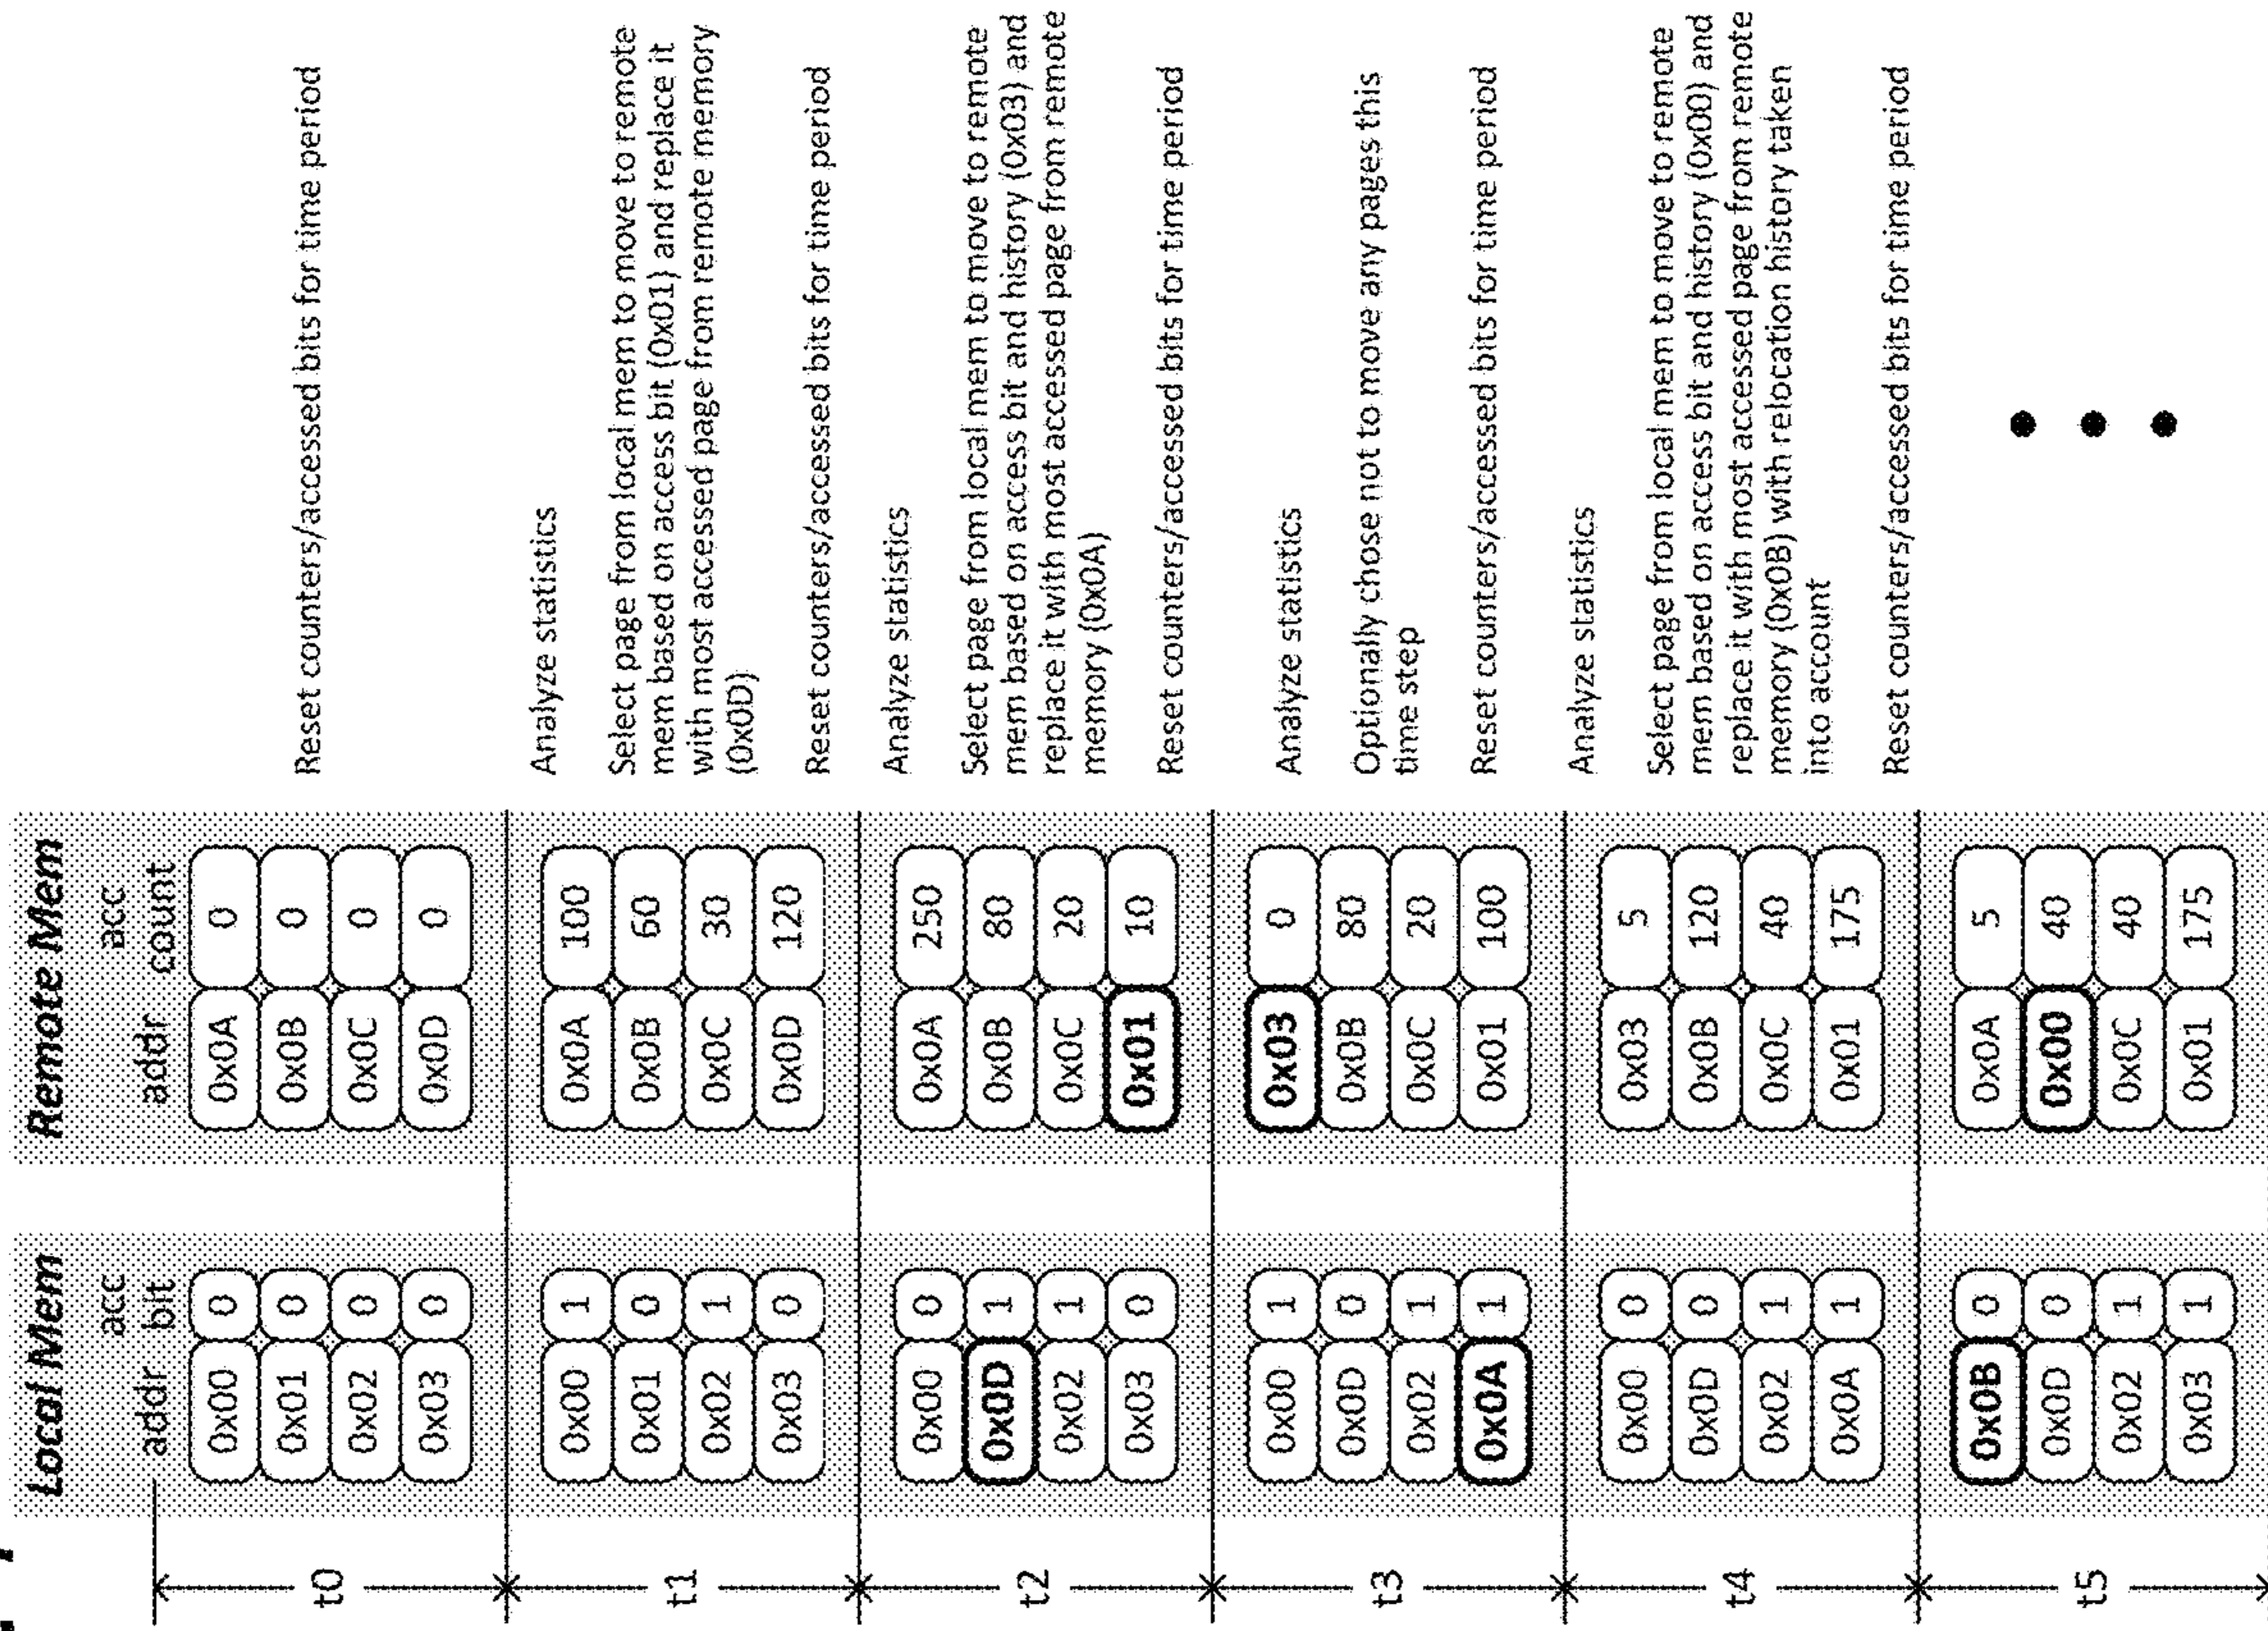 Local Mem Remote Mem
addr acc bit addr acc count
t0
0x00 0 0x0A 0
0x01 0 0x0B 0
0x02 0 0x0C 0
0x03 0 0x0D 0
Reset counters/accessed bits for time period
t1
0x00 1 0x0A 100
0x01 0 0x0B 60
0x02 1 0x0C 30
0x03 0 0x0D 120
Analyze statistics
Select page from local mem to move to remote
mem based on access bit (0x01) and replace it
with most accessed page from remote memory
(0x0D)
Reset counters/accessed bits for time period
t2
0x00 0 0x0A 250
0x0D 1 0x0B 80
0x02 1 0x0C 20
0x03 0 0x01 10
Analyze statistics
Select page from local mem to move to remote
mem based on access bit and history (0x03) and
replace it with most accessed page from remote
memory (0x0A)
Reset counters/accessed bits for time period
t3
0x00 1 0x03 0
0x0D 0 0x0B 80
0x02 1 0x0C 20
0x0A 1 0x01 100
Analyze statistics
Optionally chose not to move any pages this
time step
Reset counters/accessed bits for time period
t4
0x00 0 0x03 5
0x0D 0 0x0B 120
0x02 1 0x0C 40
0x0A 1 0x01 175
Analyze statistics
Select page from local mem to move to remote
mem based on access bit and history (0x00) and
replace it with most accessed page from remote
memory (0x0B) with relocation history taken
into account
Reset counters/accessed bits for time period
t5
0x0B 0 0x0A 5
0x0D 0 0x00 40
0x02 1 0x0C 40
0x03 1 0x01 175